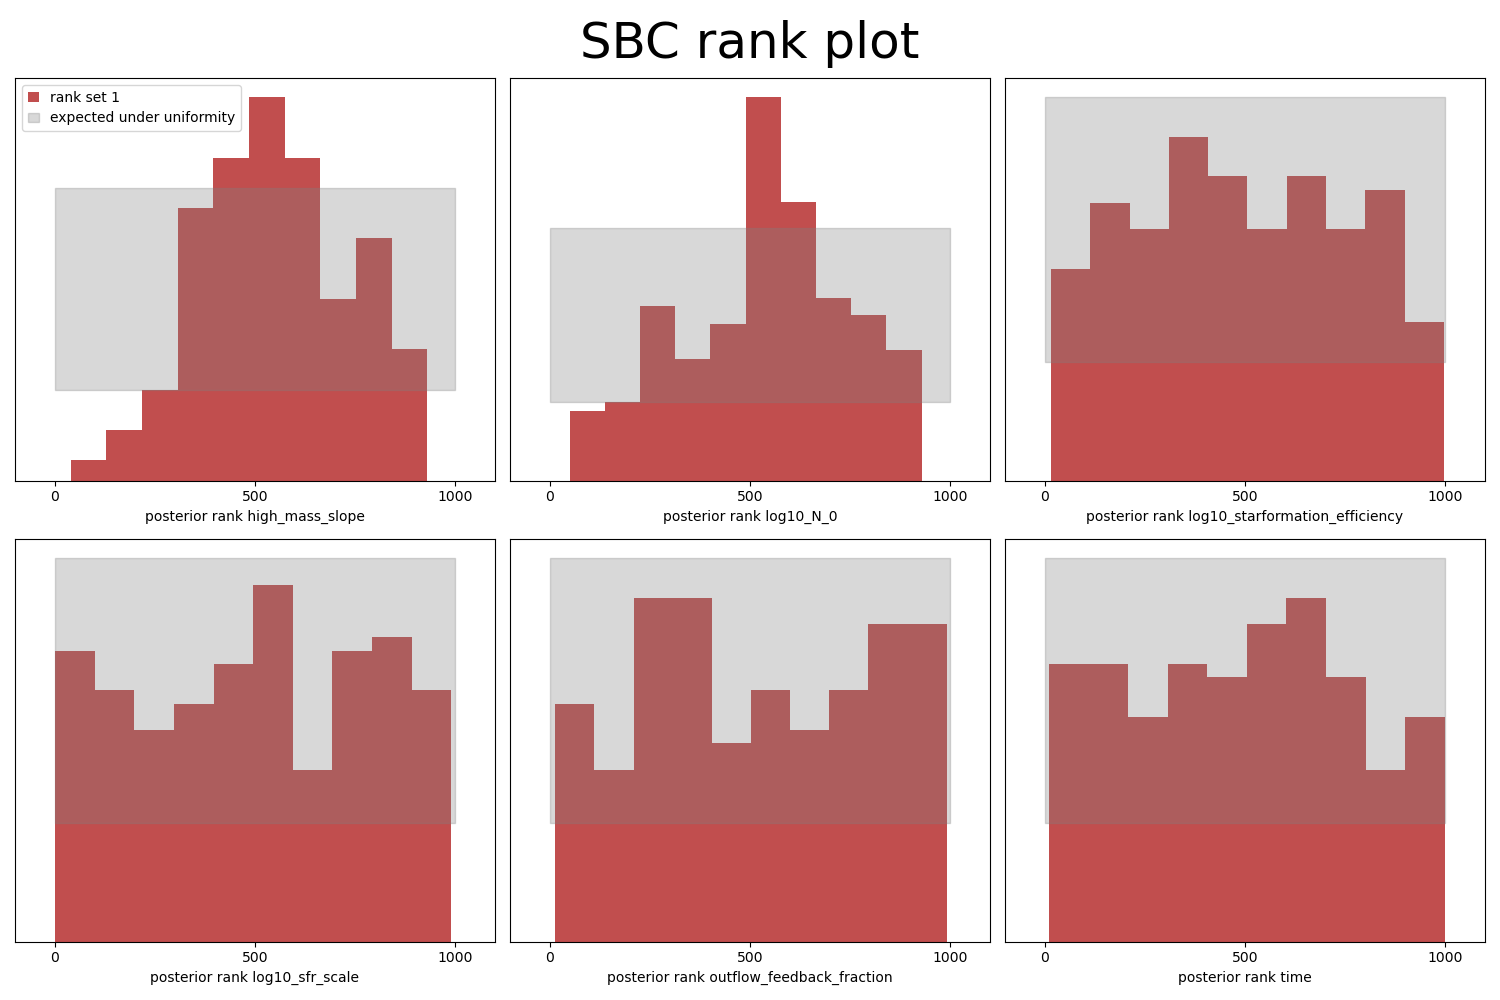 SBC rank plot
rank set 1
expected under uniformity
0 500 1000
posterior rank high_mass_slope
0 500 1000
posterior rank log10_N_0
0 500 1000
posterior rank log10_starformation_efficiency
0 500 1000
posterior rank log10_sfr_scale
0 500 1000
posterior rank outflow_feedback_fraction
0 500 1000
posterior rank time